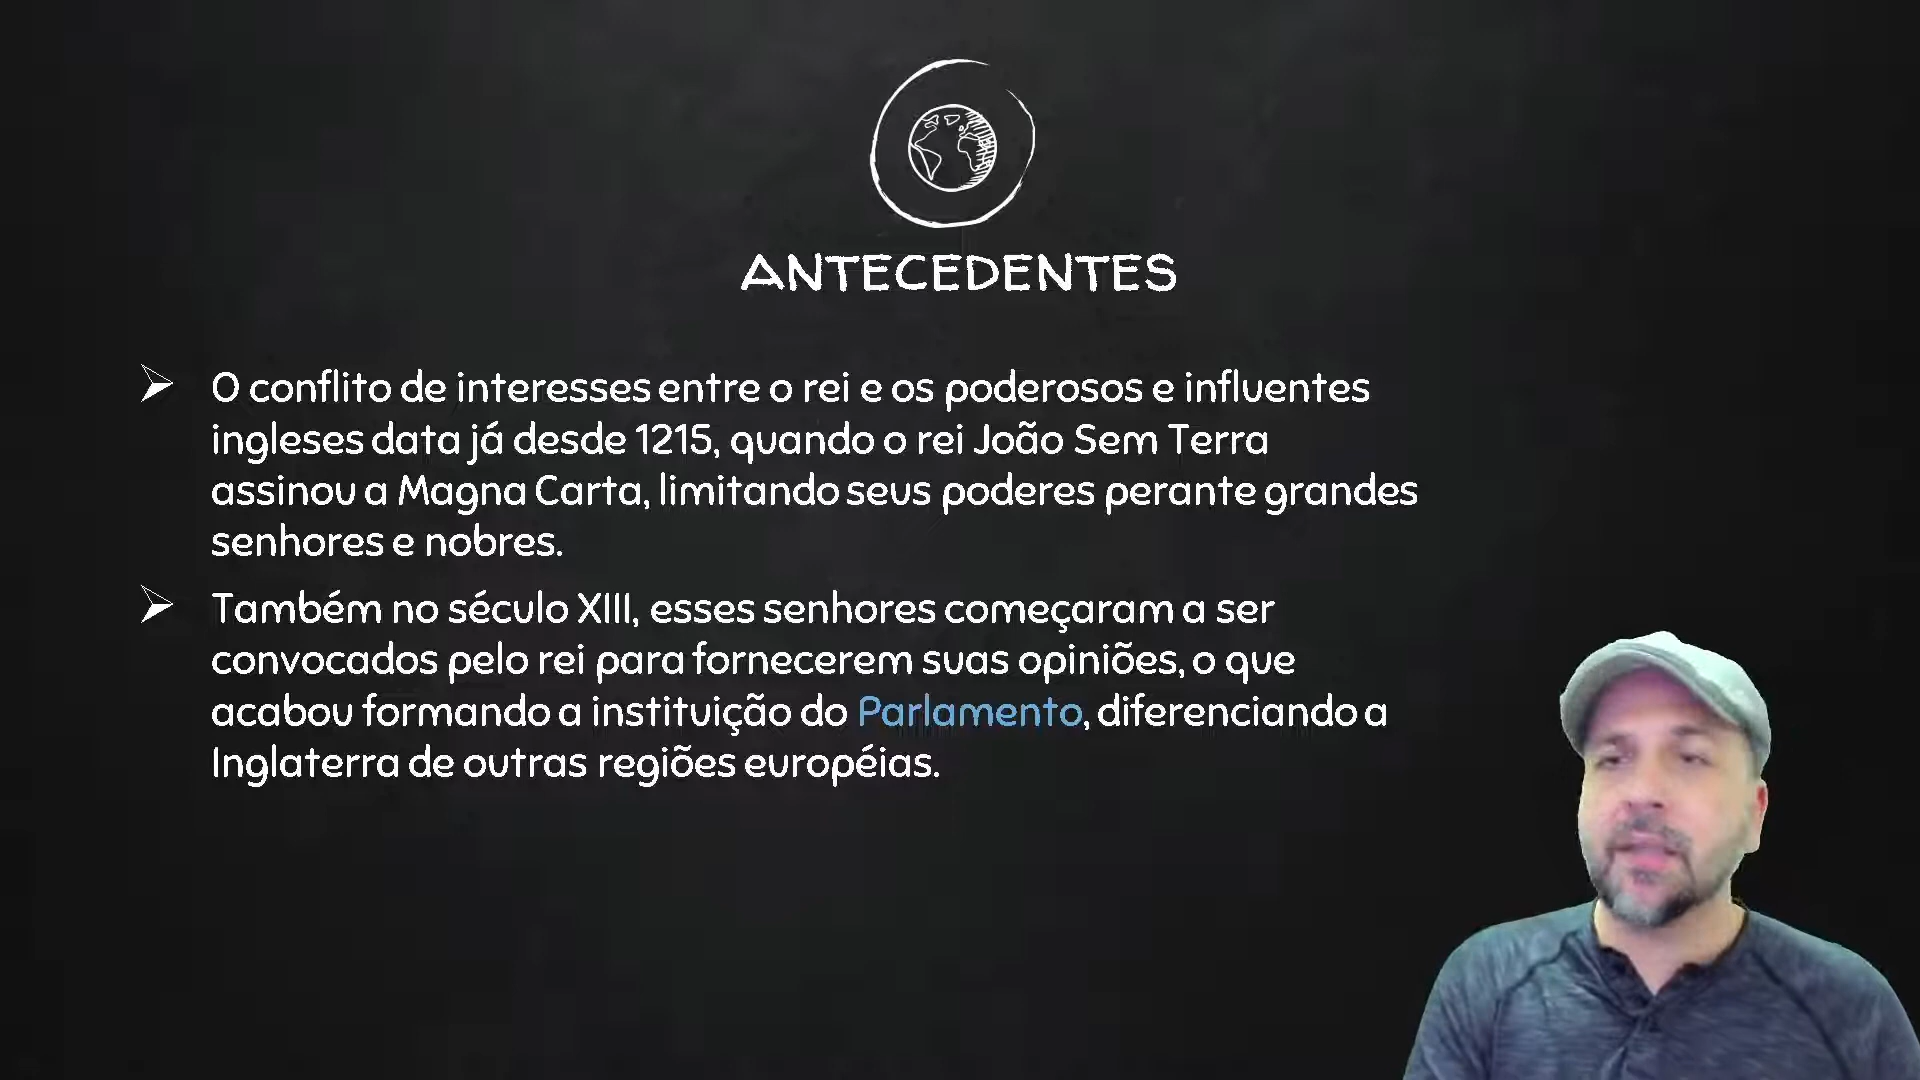 ANTECEDENTES
O conflito de interesses entre o rei e os poderosos e influentes
ingleses data já desde 1215, quando o rei João Sem Terra
assinou a Magna Carta, limitando seus poderes perante grandes
senhores e nobres.
Também no século XIII, esses senhores começaram a ser
convocados pelo rei para fornecerem suas opiniões, o que
acabou formando a instituição do Parlamento, diferenciando a
Inglaterra de outras regiões européias.